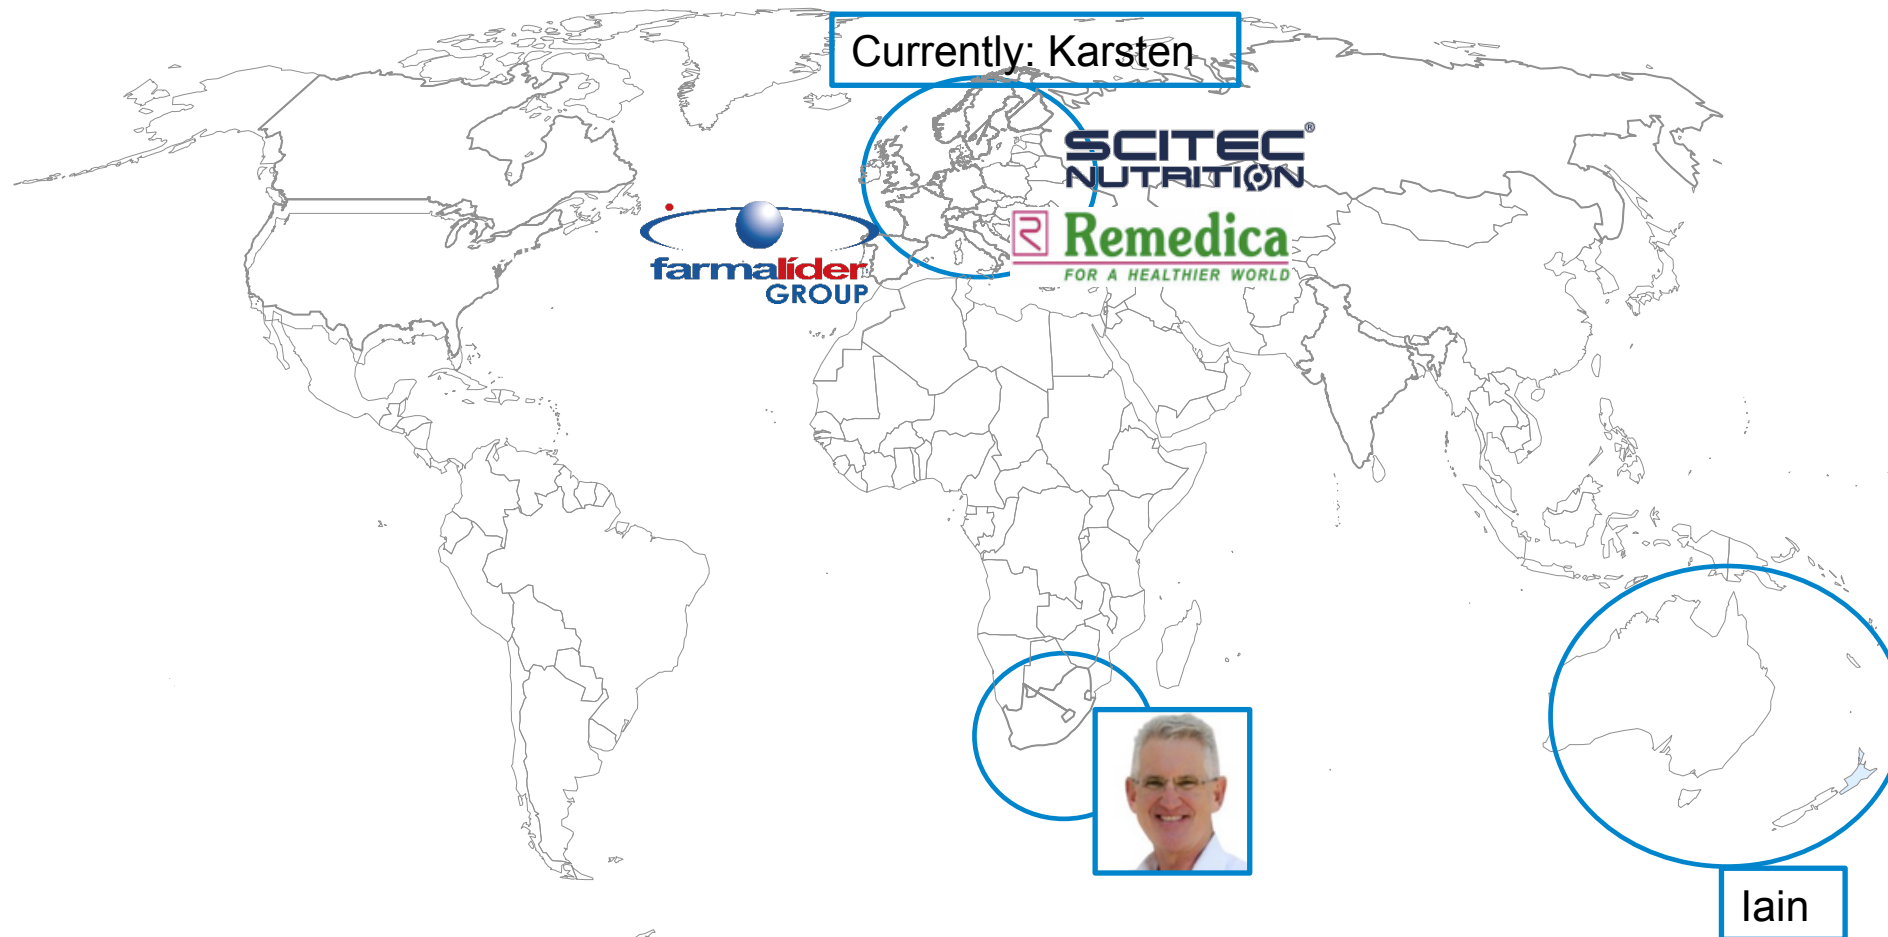 Currently: Karsten
SCITEC®
NUTRITION
farmalíder
GROUP
Remedica
FOR A HEALTHIER WORLD
Iain